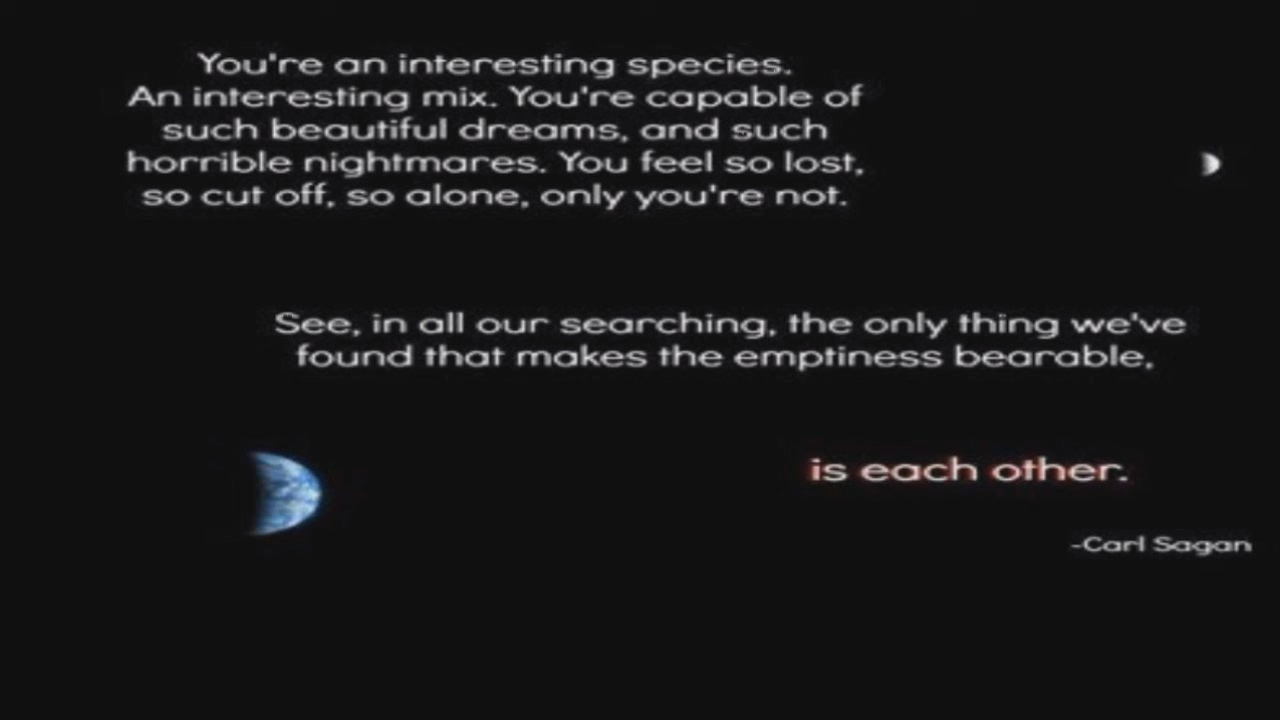 You're an interesting species.
An interesting mix. You're capable of
such beautiful dreams, and such
horrible nightmares. You feel so lost,
so cut off, so alone, only you're not.
See, in all our searching, the only thing we've
found that makes the emptiness bearable,
is each other.
-Carl Sagan